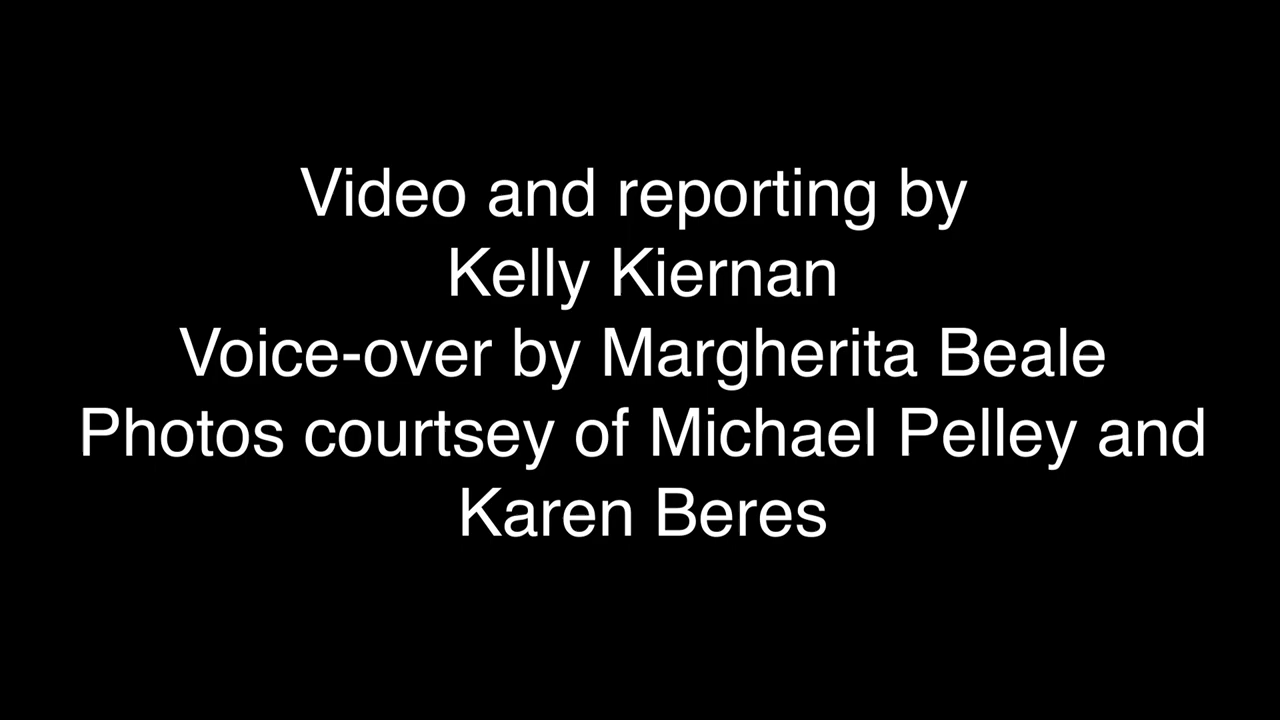 Video and reporting by
Kelly Kiernan
Voice-over by Margherita Beale
Photos courtsey of Michael Pelley and
Karen Beres